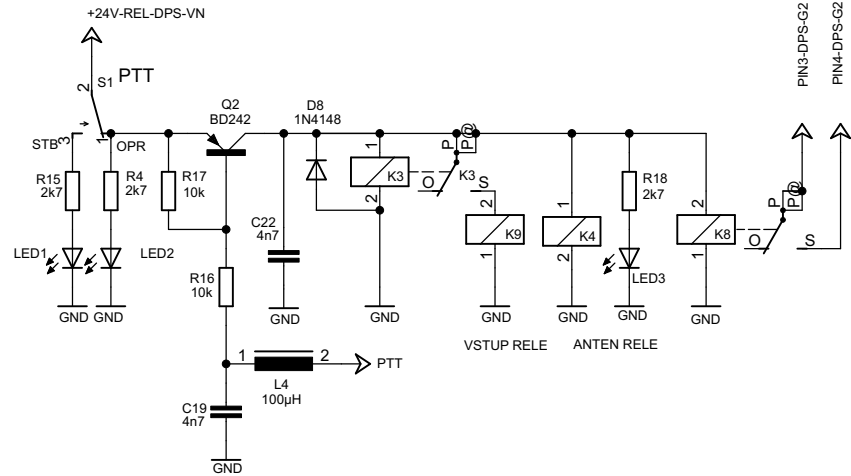 +24V-REL-DPS-VN
PIN3-DPS-G2
PIN4-DPS-G2
2
S1
PTT
Q2
BD242
D8
1N4148
STB
3
1
OPR
R15
2k7
R4
2k7
R17
10k
C22
4n7
1
K3
2
P
P@
O
K3
S
2
K9
1
1
K4
2
R18
2k7
2
K8
1
P
P@
O
S
LED1
LED2
LED3
R16
10k
GND
GND
GND
GND
GND
GND
GND
GND
VSTUP RELE
ANTEN RELE
1
2
PTT
L4
100µH
C19
4n7
GND